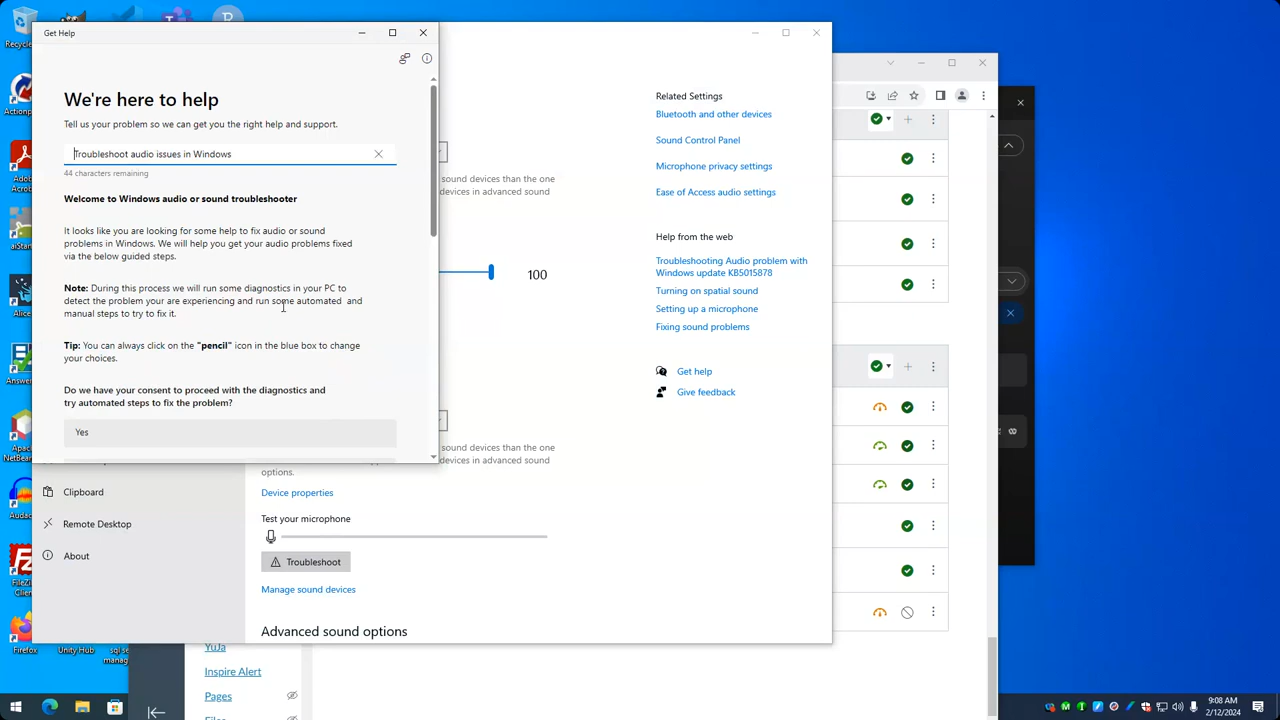 Get Help
We're here to help
Tell us your problem so we can get you the right help and support.
Troubleshoot audio issues in Windows
44 characters remaining
Welcome to Windows audio or sound troubleshooter
It looks like you are looking for some help to fix audio or sound
problems in Windows. We will help you get your audio problems fixed
via the below guided steps.
Note: During this process we will run some diagnostics in your PC to
detect the problem your are experiencing and run some automated and
manual steps to try to fix it.
Tip: You can always click on the "pencil" icon in the blue box to change
your choices.
Do we have your consent to proceed with the diagnostics and
try automated steps to fix the problem?
Yes
sound devices than the one
devices in advanced sound
100
sound devices than the one
devices in advanced sound
options.
Device properties
Test your microphone
Troubleshoot
Manage sound devices
Advanced sound options
Related Settings
Bluetooth and other devices
Sound Control Panel
Microphone privacy settings
Ease of Access audio settings
Help from the web
Troubleshooting Audio problem with
Windows update KB5015878
Turning on spatial sound
Setting up a microphone
Fixing sound problems
Get help
Give feedback
Clipboard
Remote Desktop
About
Recycle
Adobe
Firefox
Unity Hub
YuJa
Inspire Alert
Pages
9:08 AM
2/12/2024